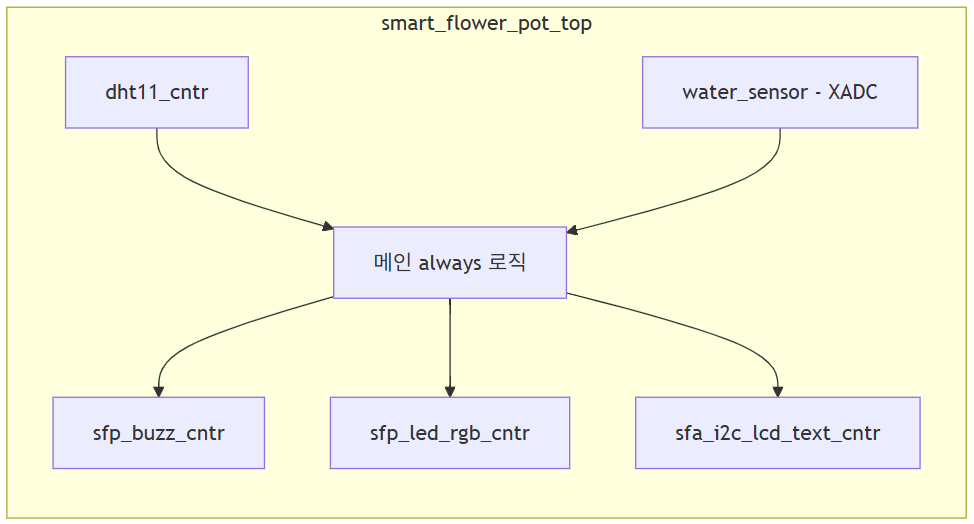 smart_flower_pot_top
dht11_cntr
water_sensor - XADC
메인 always 로직
sfp_buzz_cntr
sfp_led_rgb_cntr
sfa_i2c_lcd_text_cntr